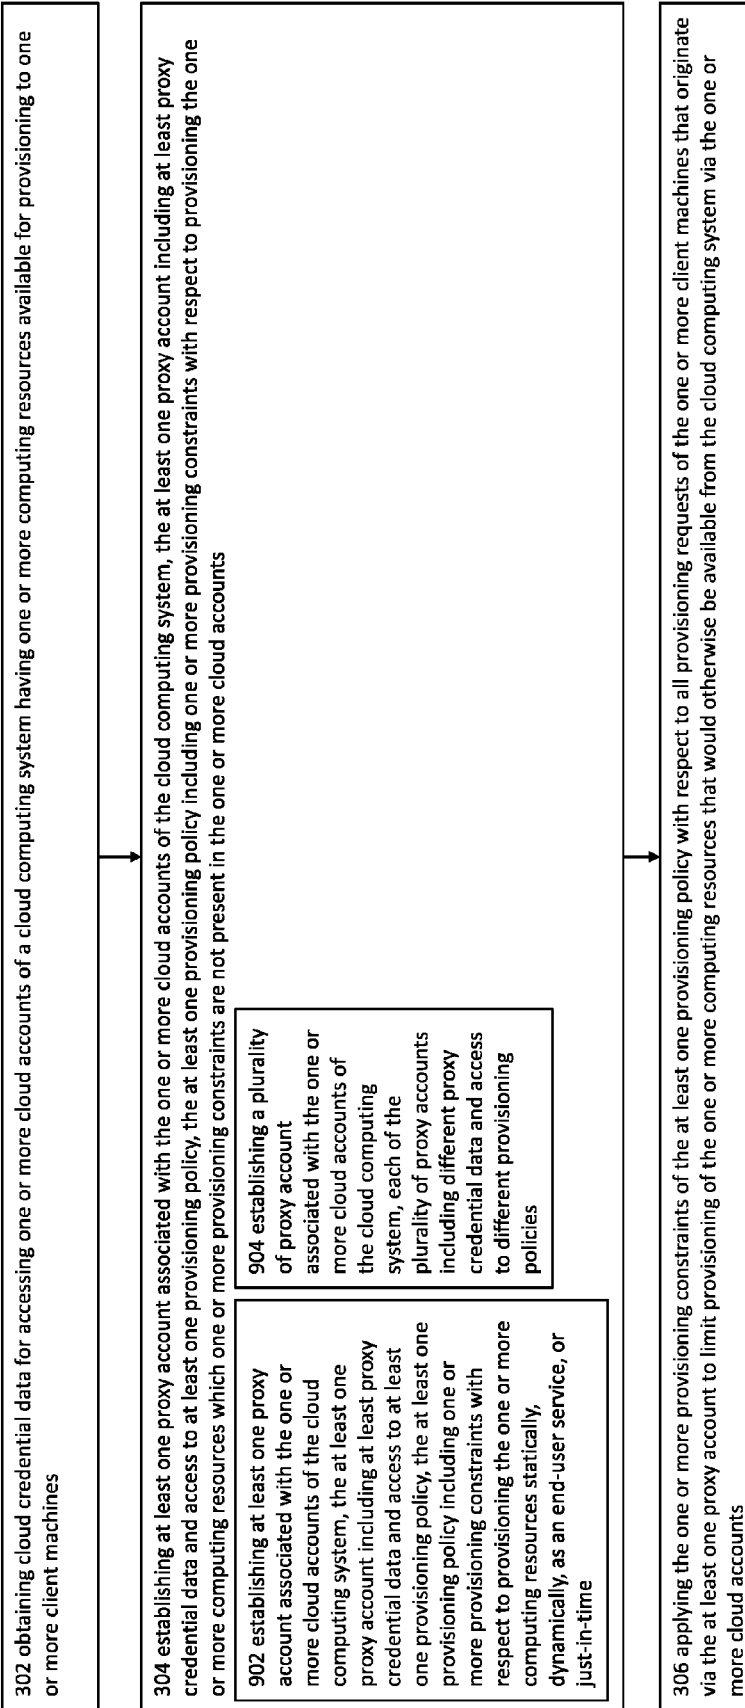 302 obtaining cloud credential data for accessing one or more cloud accounts of a cloud computing system having one or more computing resources available for provisioning to one
or more client machines
304 establishing at least one proxy account associated with the one or more cloud accounts of the cloud computing system, the at least one proxy account including at least proxy
credential data and access to at least one provisioning policy, the at least one provisioning policy including one or more provisioning constraints with respect to provisioning the one
or more computing resources which one or more provisioning constraints are not present in the one or more cloud accounts
902 establishing at least one proxy
account associated with the one or
more cloud accounts of the cloud
computing system, the at least one
proxy account including at least proxy
credential data and access to at least
one provisioning policy, the at least one
provisioning policy including one or
more provisioning constraints with
respect to provisioning the one or more
computing resources statically,
dynamically, as an end-user service, or
just-in-time
904 establishing a plurality
of proxy account
associated with the one or
more cloud accounts of
the cloud computing
system, each of the
plurality of proxy accounts
including different proxy
credential data and access
to different provisioning
policies
306 applying the one or more provisioning constraints of the at least one provisioning policy with respect to all provisioning requests of the one or more client machines that originate
via the at least one proxy account to limit provisioning of the one or more computing resources that would otherwise be available from the cloud computing system via the one or
more cloud accounts